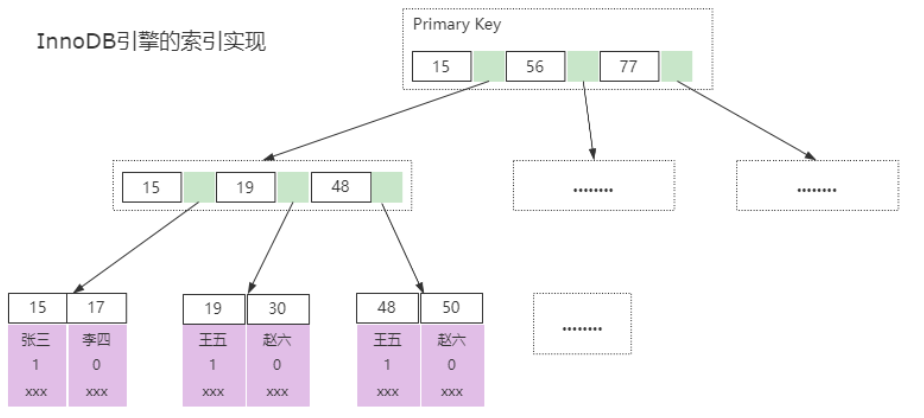 InnoDB引擎的索引实现
Primary Key
15 56 77
15 19 48
........
........
15 17 19 30 48 50
张三 李四 王五 赵六 王五 赵六
1 0 1 0 1 0
xxx xxx xxx xxx xxx xxx
........